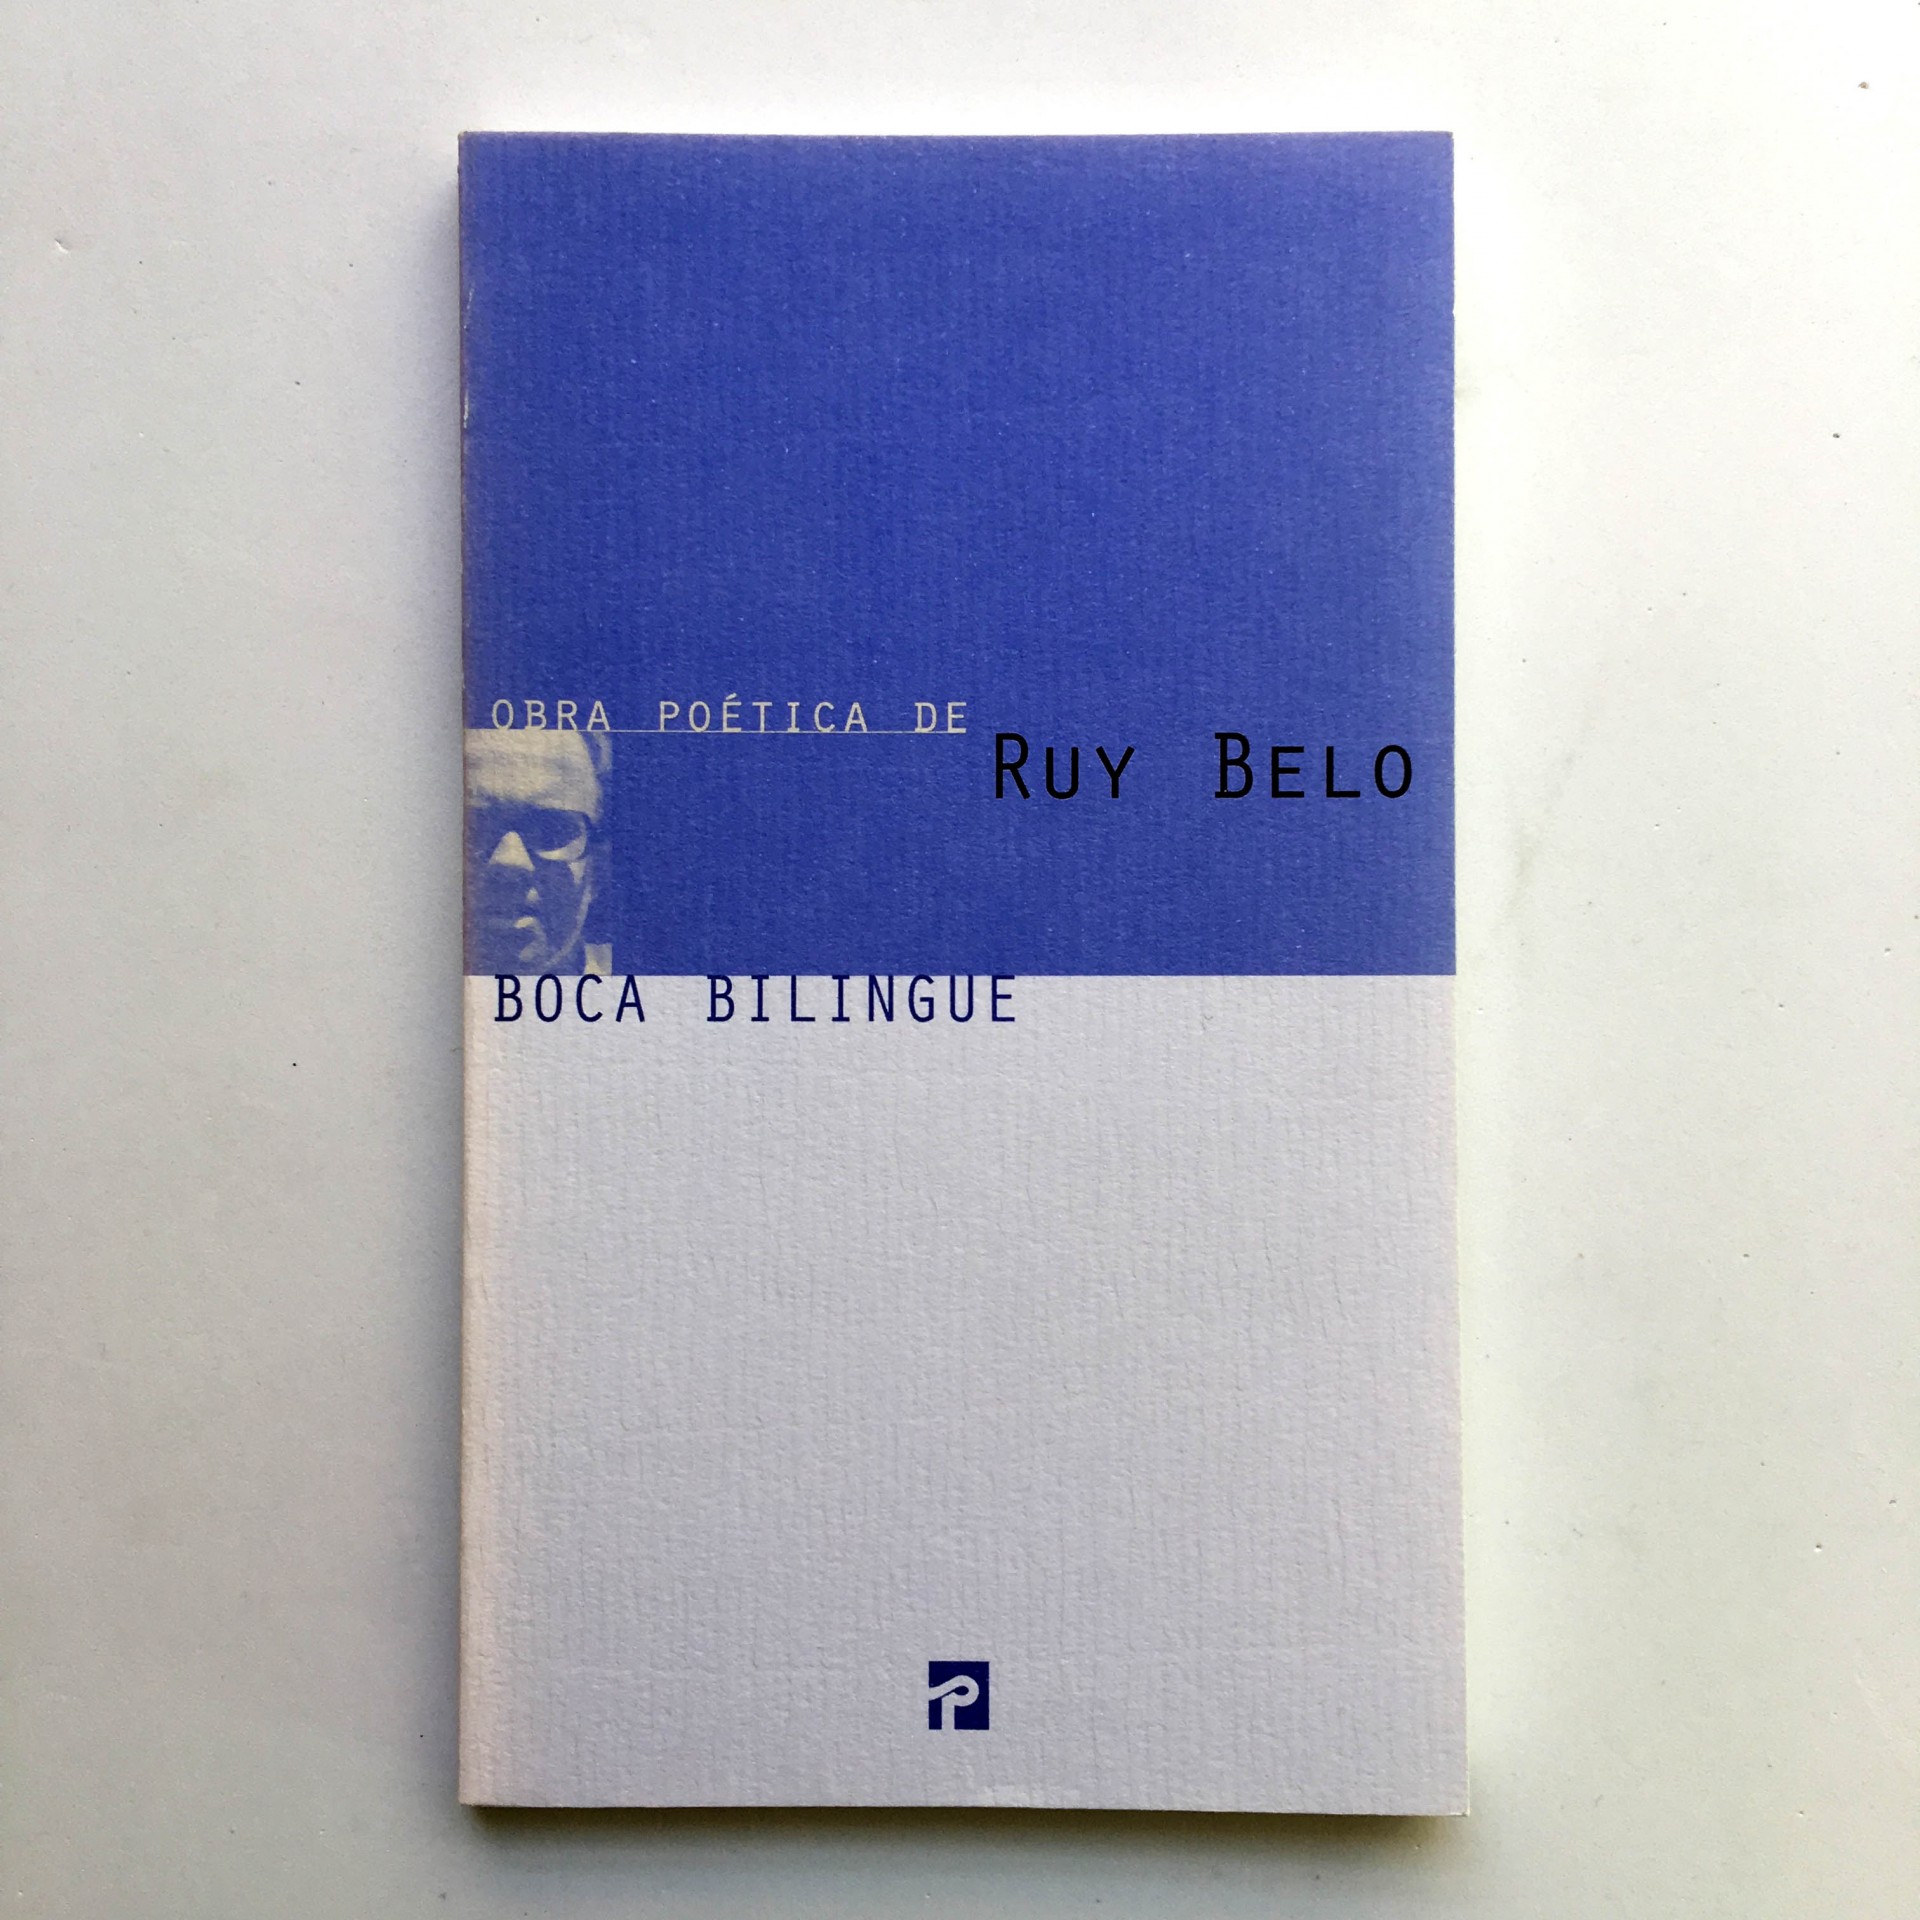 OBRA POÉTICA DE
RUY BELO
BOCA BILINGUE